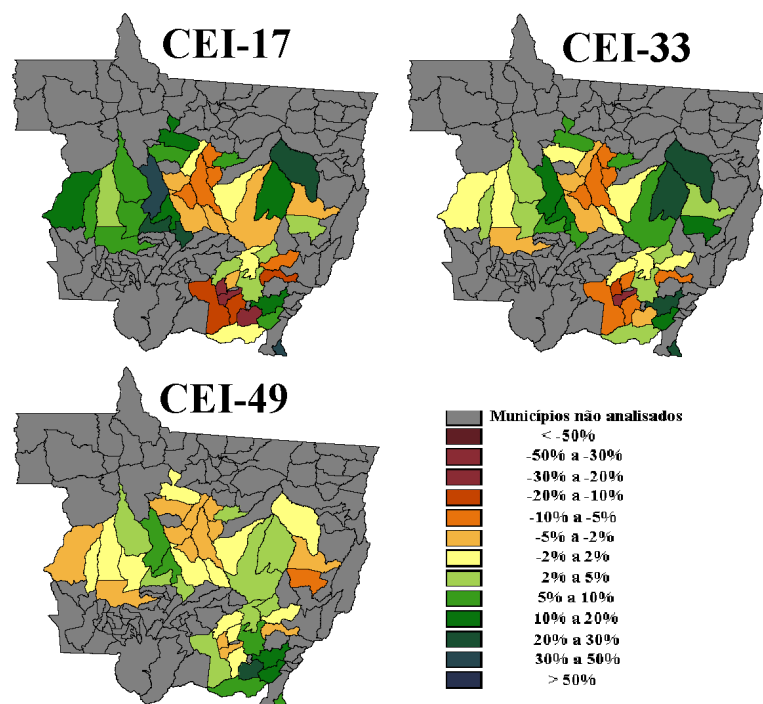 CEI-17
CEI-33
CEI-49
Municípios não analisados
< -50%
-50% a -30%
-30% a -20%
-20% a -10%
-10% a -5%
-5% a -2%
-2% a 2%
2% a 5%
5% a 10%
10% a 20%
20% a 30%
30% a 50%
> 50%